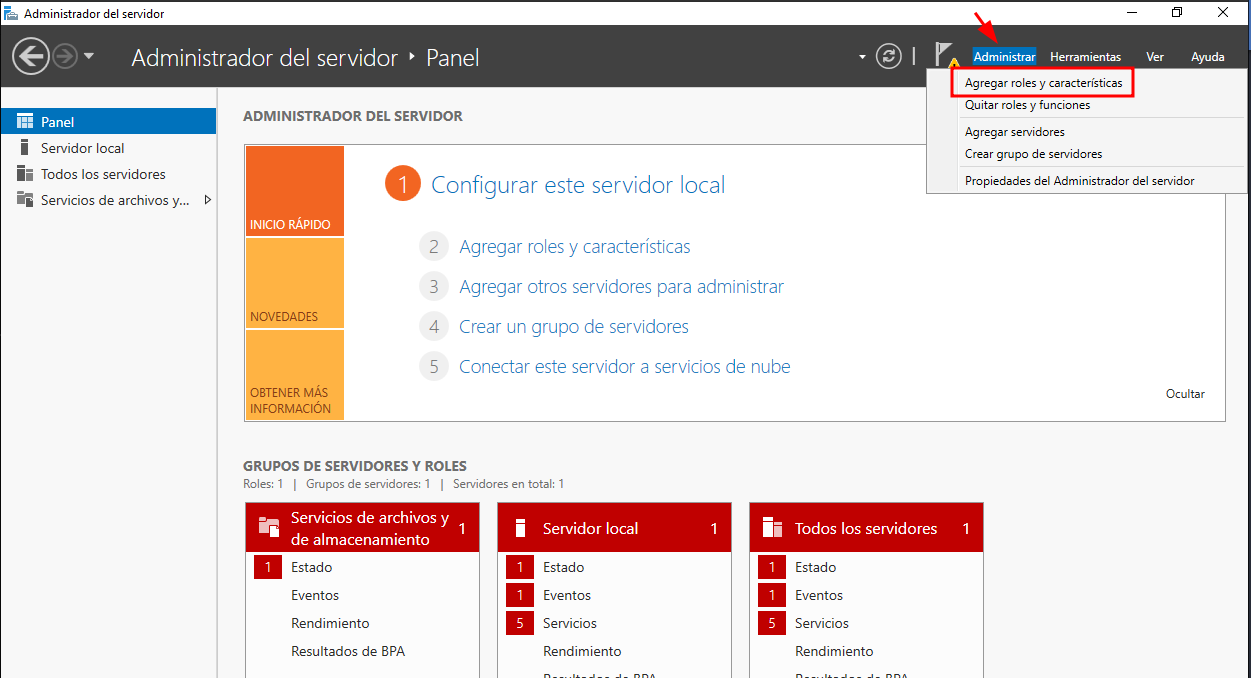 Administrador del servidor
Administrador del servidor ‣ Panel
Administrar Herramientas Ver Ayuda
Agregar roles y características
Quitar roles y funciones
Agregar servidores
Crear grupo de servidores
Propiedades del Administrador del servidor
Panel
Servidor local
Todos los servidores
Servicios de archivos y...
ADMINISTRADOR DEL SERVIDOR
INICIO RÁPIDO
NOVEDADES
OBTENER MÁS
INFORMACIÓN
1 Configurar este servidor local
2 Agregar roles y características
3 Agregar otros servidores para administrar
4 Crear un grupo de servidores
5 Conectar este servidor a servicios de nube
Ocultar
GRUPOS DE SERVIDORES Y ROLES
Roles: 1 | Grupos de servidores: 1 | Servidores en total: 1
Servicios de archivos y
de almacenamiento 1
1 Estado
Eventos
Rendimiento
Resultados de BPA
Servidor local 1
1 Estado
1 Eventos
5 Servicios
Rendimiento
Resultados de BPA
Todos los servidores 1
1 Estado
1 Eventos
5 Servicios
Rendimiento
Resultados de BPA